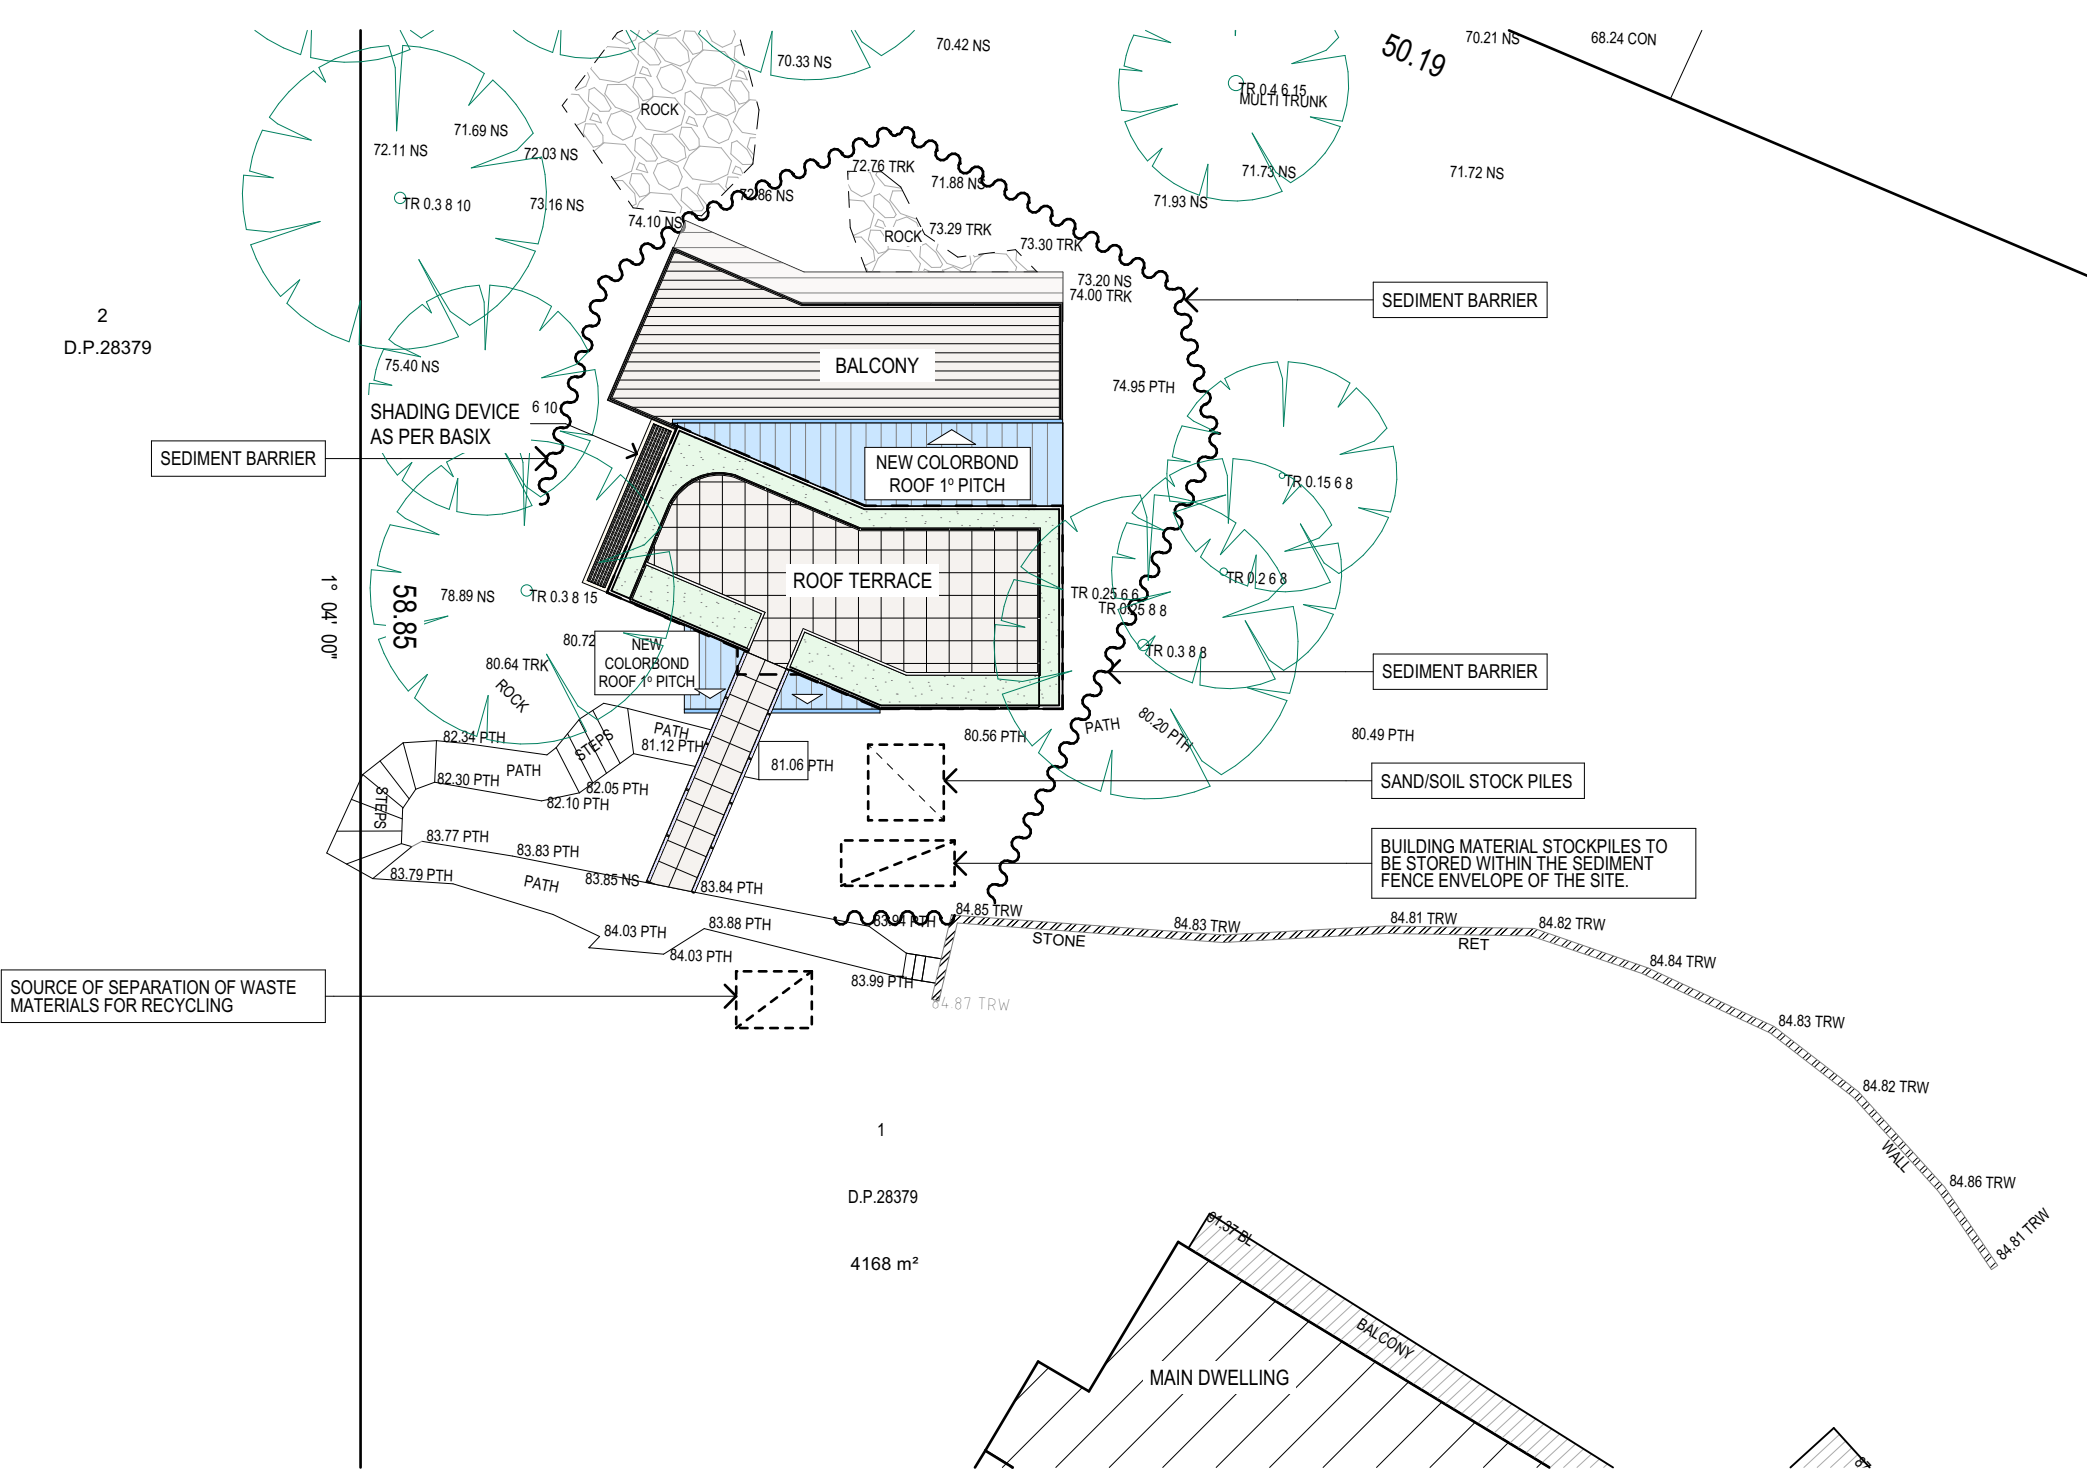 50.19
70.21 NS
68.24 CON
70.42 NS
70.33 NS
TR 0.4 6 15
MULTI TRUNK
ROCK
71.69 NS
72.11 NS
72.03 NS
72.76 TRK
71.88 NS
71.73 NS
71.72 NS
72.86 NS
TR 0.3 8 10
73.16 NS
71.93 NS
74.10 NS
ROCK
73.29 TRK
73.30 TRK
73.20 NS
74.00 TRK
SEDIMENT BARRIER
2
D.P.28379
75.40 NS
BALCONY
74.95 PTH
6 10
SHADING DEVICE
AS PER BASIX
SEDIMENT BARRIER
NEW COLORBOND
ROOF 1º PITCH
TR 0.15 6 8
1° 04' 00"
58.85
78.89 NS
TR 0.3 8 15
ROOF TERRACE
TR 0.2 6 8
TR 0.25 6 6
TR 0.25 8 8
80.72
NEW
COLORBOND
ROOF 1º PITCH
TR 0.3 8 8
80.64 TRK
ROCK
SEDIMENT BARRIER
82.34 PTH
STEPS
PATH
81.12 PTH
80.56 PTH
PATH
80.20 PTH
80.49 PTH
82.30 PTH
PATH
82.05 PTH
82.10 PTH
81.06 PTH
SAND/SOIL STOCK PILES
STEPS
83.77 PTH
83.83 PTH
BUILDING MATERIAL STOCKPILES TO
BE STORED WITHIN THE SEDIMENT
FENCE ENVELOPE OF THE SITE.
83.79 PTH
PATH
83.85 NS
83.84 PTH
84.03 PTH
83.88 PTH
83.94 PTH
84.85 TRW
STONE
84.83 TRW
84.81 TRW
RET
84.82 TRW
84.03 PTH
83.99 PTH
84.87 TRW
84.84 TRW
SOURCE OF SEPARATION OF WASTE
MATERIALS FOR RECYCLING
84.83 TRW
84.82 TRW
WALL
84.86 TRW
84.81 TRW
1
D.P.28379
4168 m²
91.37 BL
BALCONY
MAIN DWELLING